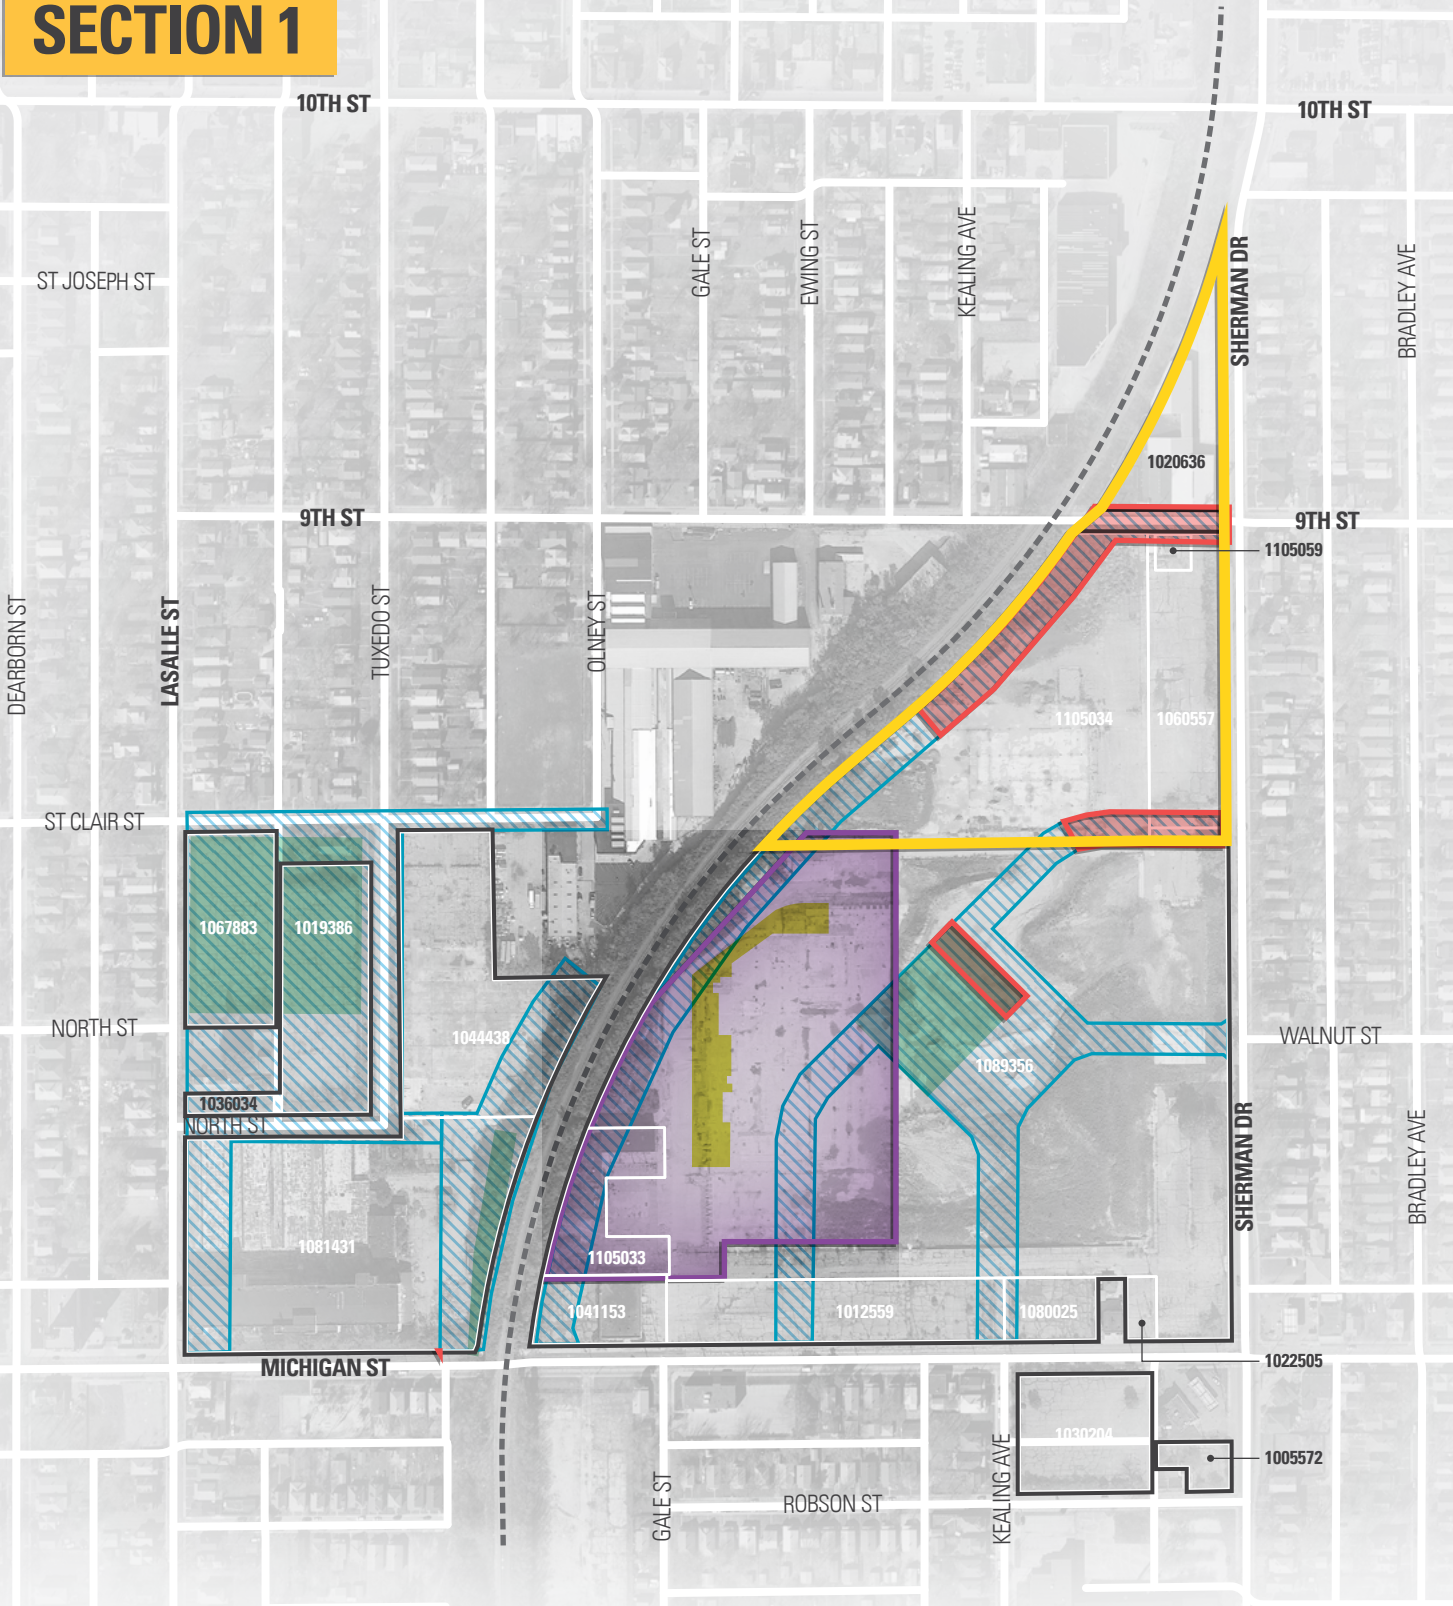 SECTION 1
10TH ST
10TH ST
GALE ST
EWING ST
KEALING AVE
SHERMAN DR
BRADLEY AVE
ST JOSEPH ST
1020636
9TH ST
9TH ST
1105059
DEARBORN ST
LASALLE ST
TUXEDO ST
OLNEY ST
1105034
1060557
ST CLAIR ST
1067883
1019386
NORTH ST
1044438
WALNUT ST
1089356
1036034
NORTH ST
SHERMAN DR
BRADLEY AVE
1081431
1105033
1041153
1012559
1080025
MICHIGAN ST
1022505
1030204
1005572
GALE ST
ROBSON ST
KEALING AVE